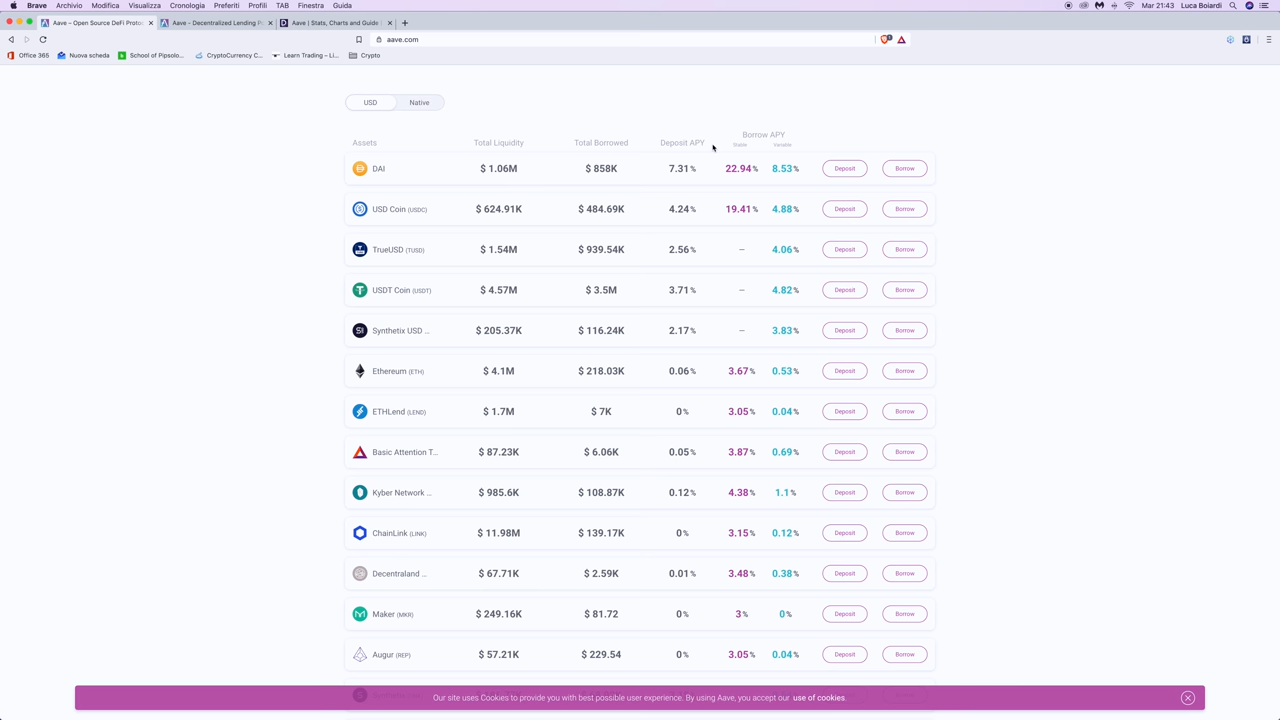 Brave Archivio Modifica Visualizza Cronologia Preferiti Profili TAB Finestra Guida Mar 21:43 Luca Boiardi
Aave – Open Source DeFi Protoc Aave - Decentralized Lending P Aave | Stats, Charts and Guide |
aave.com
Office 365 Nuova scheda School of Pipsolo... CryptoCurrency C... Learn Trading – Li... Crypto
USD Native
Borrow APY
Assets Total Liquidity Total Borrowed Deposit APY Stable Variable
DAI $ 1.06M $ 858K 7.31 % 22.94 % 8.53 % Deposit Borrow
USD Coin (USDC) $ 624.91K $ 484.69K 4.24 % 19.41 % 4.88 % Deposit Borrow
TrueUSD (TUSD) $ 1.54M $ 939.54K 2.56 % – 4.06 % Deposit Borrow
USDT Coin (USDT) $ 4.57M $ 3.5M 3.71 % – 4.82 % Deposit Borrow
Synthetix USD ... $ 205.37K $ 116.24K 2.17 % – 3.83 % Deposit Borrow
Ethereum (ETH) $ 4.1M $ 218.03K 0.06 % 3.67 % 0.53 % Deposit Borrow
ETHLend (LEND) $ 1.7M $ 7K 0 % 3.05 % 0.04 % Deposit Borrow
Basic Attention T... $ 87.23K $ 6.06K 0.05 % 3.87 % 0.69 % Deposit Borrow
Kyber Network ... $ 985.6K $ 108.87K 0.12 % 4.38 % 1.1 % Deposit Borrow
ChainLink (LINK) $ 11.98M $ 139.17K 0 % 3.15 % 0.12 % Deposit Borrow
Decentraland ... $ 67.71K $ 2.59K 0.01 % 3.48 % 0.38 % Deposit Borrow
Maker (MKR) $ 249.16K $ 81.72 0 % 3 % 0 % Deposit Borrow
Augur (REP) $ 57.21K $ 229.54 0 % 3.05 % 0.04 % Deposit Borrow
Our site uses Cookies to provide you with best possible user experience. By using Aave, you accept our use of cookies.